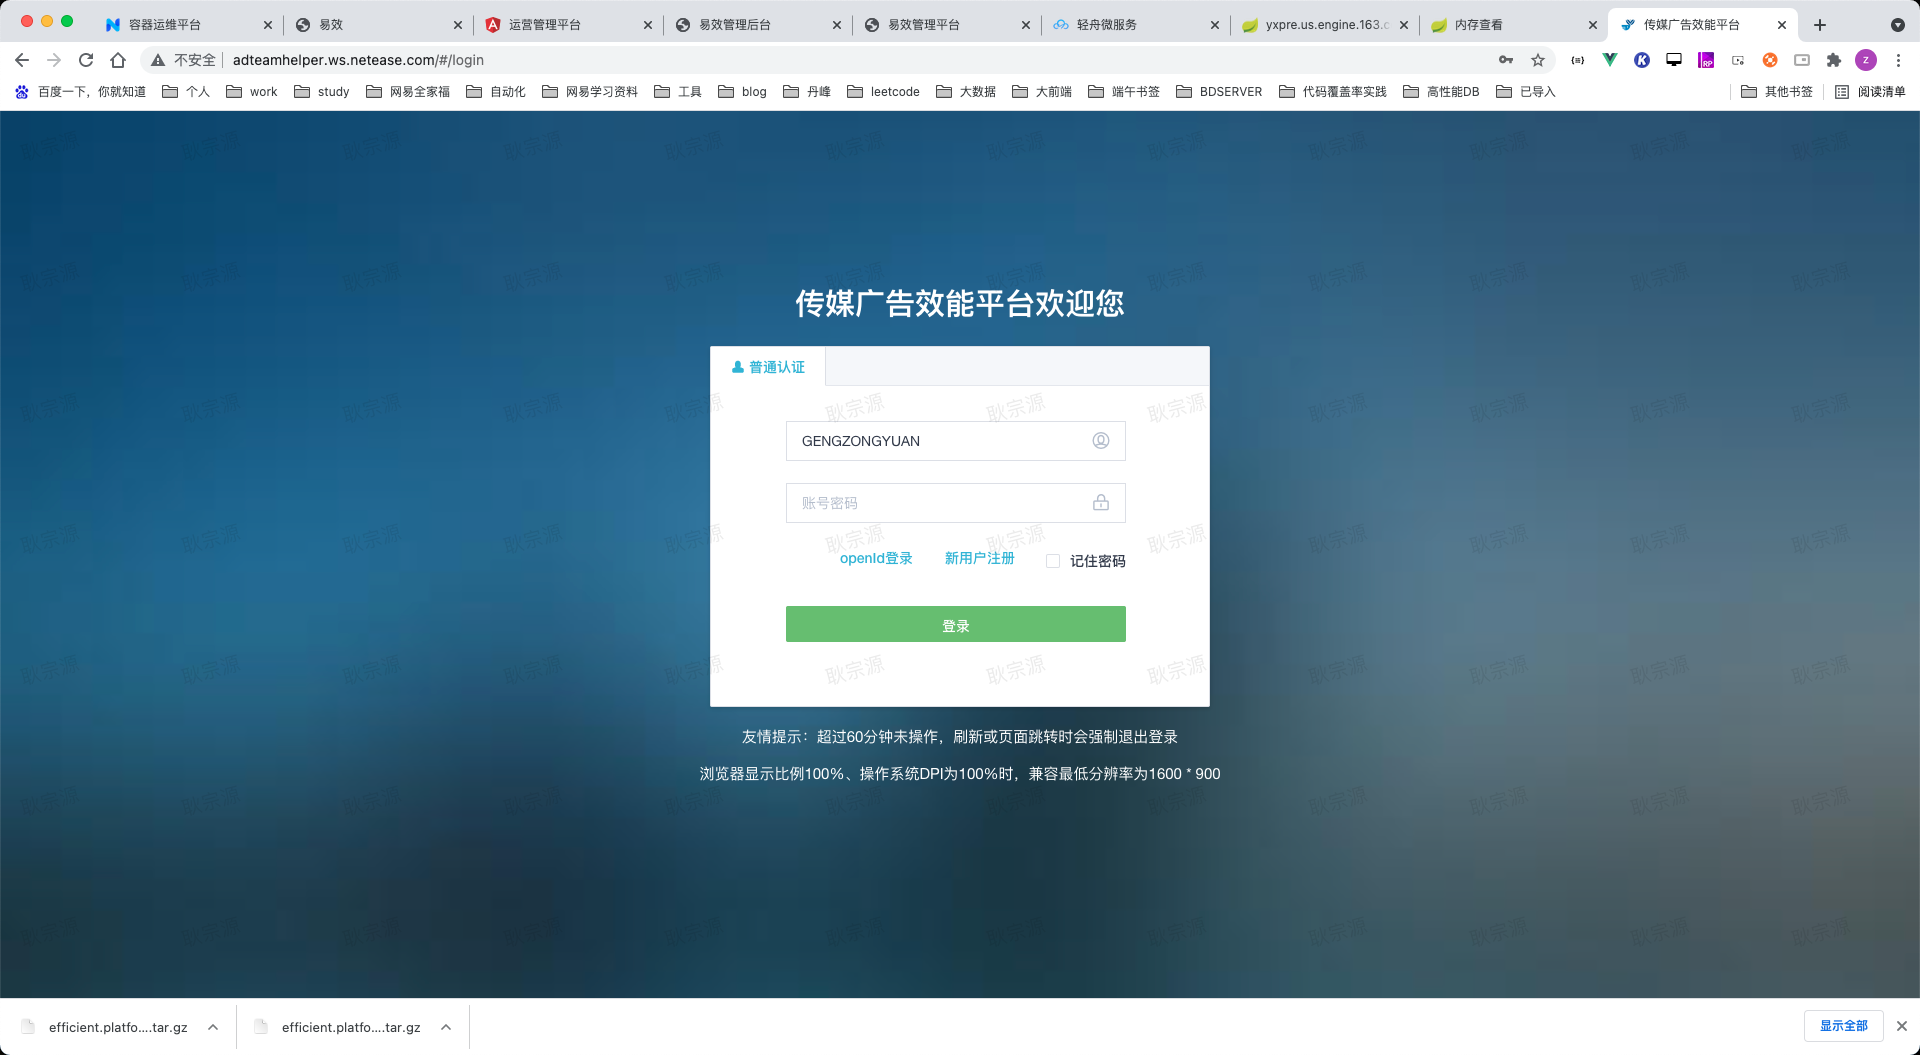 容器运维平台
易效
运营管理平台
易效管理后台
易效管理平台
轻舟微服务
yxpre.us.engine.163.c
内存查看
传媒广告效能平台
不安全 | adteamhelper.ws.netease.com/#/login
百度一下，你就知道 个人 work study 网易全家福 自动化 网易学习资料 工具 blog 丹峰 leetcode 大数据 大前端 端午书签 BDSERVER 代码覆盖率实践 高性能DB 已导入 其他书签 阅读清单
传媒广告效能平台欢迎您
普通认证
GENGZONGYUAN
账号密码
openId登录 新用户注册 记住密码
登录
友情提示：超过60分钟未操作，刷新或页面跳转时会强制退出登录
浏览器显示比例100%、操作系统DPI为100%时，兼容最低分辨率为1600 * 900
耿宗源
efficient.platfo....tar.gz
efficient.platfo....tar.gz
显示全部